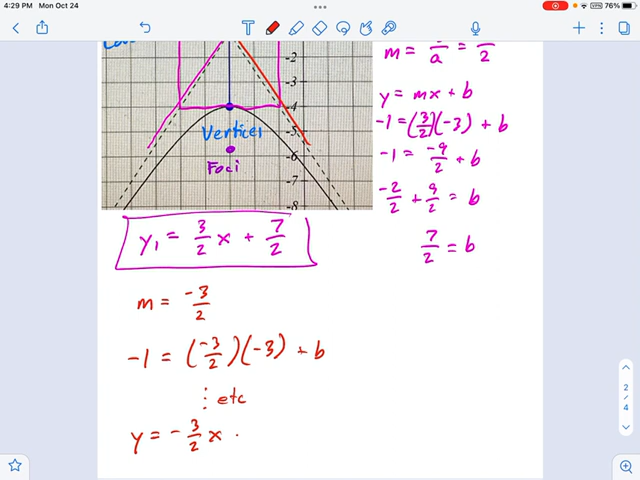 4:29 PM Mon Oct 24
VPN 76%
T
-2
-3
-4
-5
-6
-7
-8
Vertices
Foci
m = — = —
a 2
y = mx + b
-1 = (3/2)(-3) + b
-1 = -9/2 + b
-2/2 + 9/2 = b
7/2 = b
y₁ = 3/2 x + 7/2
m = -3/2
-1 = (-3/2)(-3) + b
⋮ etc
y = - 3/2 x
2
/
4